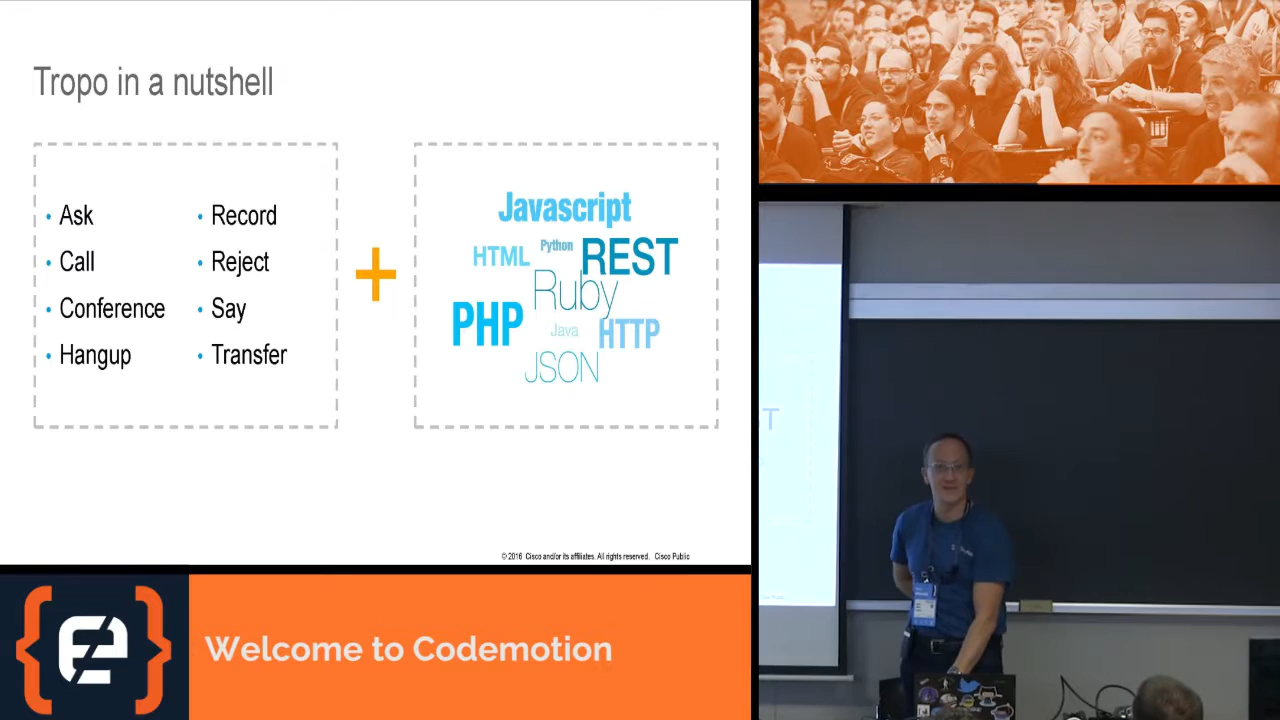 Tropo in a nutshell
Ask
Call
Conference
Hangup
Record
Reject
Say
Transfer
+
Javascript
HTML Python REST
Ruby
PHP Java HTTP
JSON
© 2016 Cisco and/or its affiliates. All rights reserved. Cisco Public
Welcome to Codemotion
T